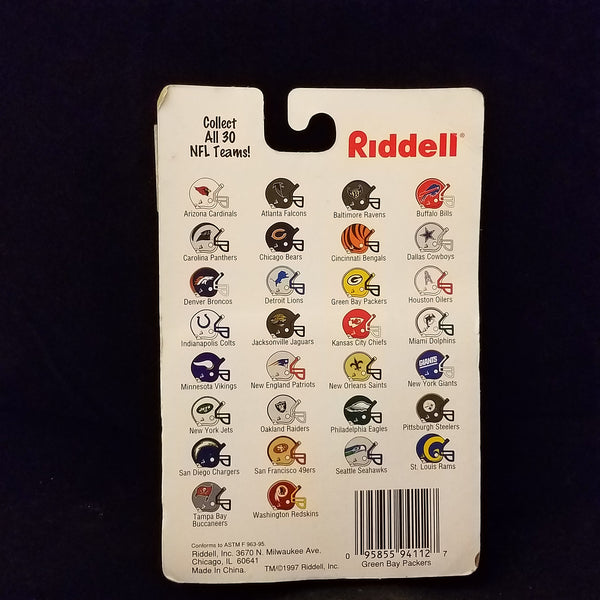 Collect
All 30
NFL Teams!
Riddell®
Arizona Cardinals Atlanta Falcons Baltimore Ravens Buffalo Bills
Carolina Panthers Chicago Bears Cincinnati Bengals Dallas Cowboys
Denver Broncos Detroit Lions Green Bay Packers Houston Oilers
Indianapolis Colts Jacksonville Jaguars Kansas City Chiefs Miami Dolphins
GIANTS
Minnesota Vikings New England Patriots New Orleans Saints New York Giants
JETS
New York Jets Oakland Raiders Philadelphia Eagles Pittsburgh Steelers
San Diego Chargers San Francisco 49ers Seattle Seahawks St. Louis Rams
Tampa Bay
Buccaneers Washington Redskins
Conforms to ASTM F 963-95.
Riddell, Inc. 3670 N. Milwaukee Ave.
Chicago, IL 60641
Made In China. TM/©1997 Riddell, Inc.
0 95855 94112 7
Green Bay Packers